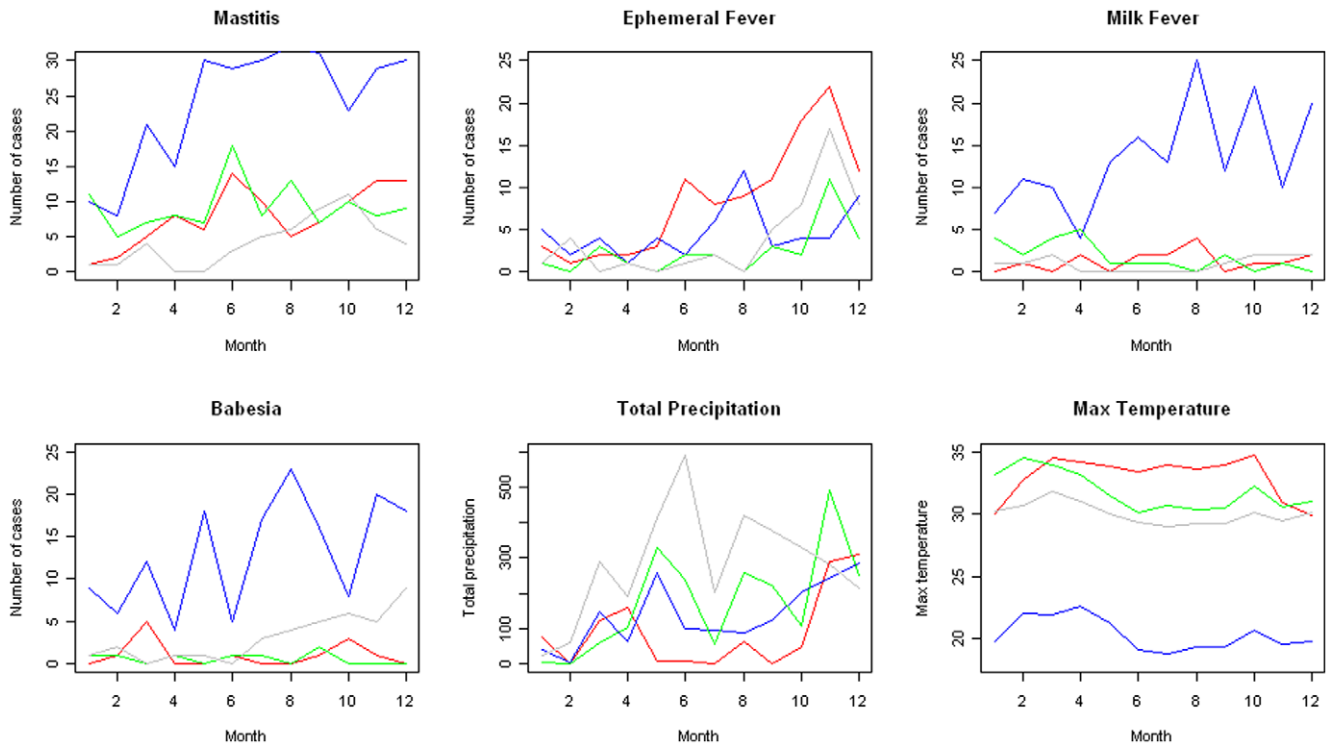 Mastitis
Number of cases
0 5 10 15 20 25 30
2 4 6 8 10 12
Month
Ephemeral Fever
Number of cases
0 5 10 15 20 25
2 4 6 8 10 12
Month
Milk Fever
Number of cases
0 5 10 15 20 25
2 4 6 8 10 12
Month
Babesia
Number of cases
0 5 10 15 20 25
2 4 6 8 10 12
Month
Total Precipitation
Total precipitation
0 100 300 500
2 4 6 8 10 12
Month
Max Temperature
Max temperature
20 25 30 35
2 4 6 8 10 12
Month